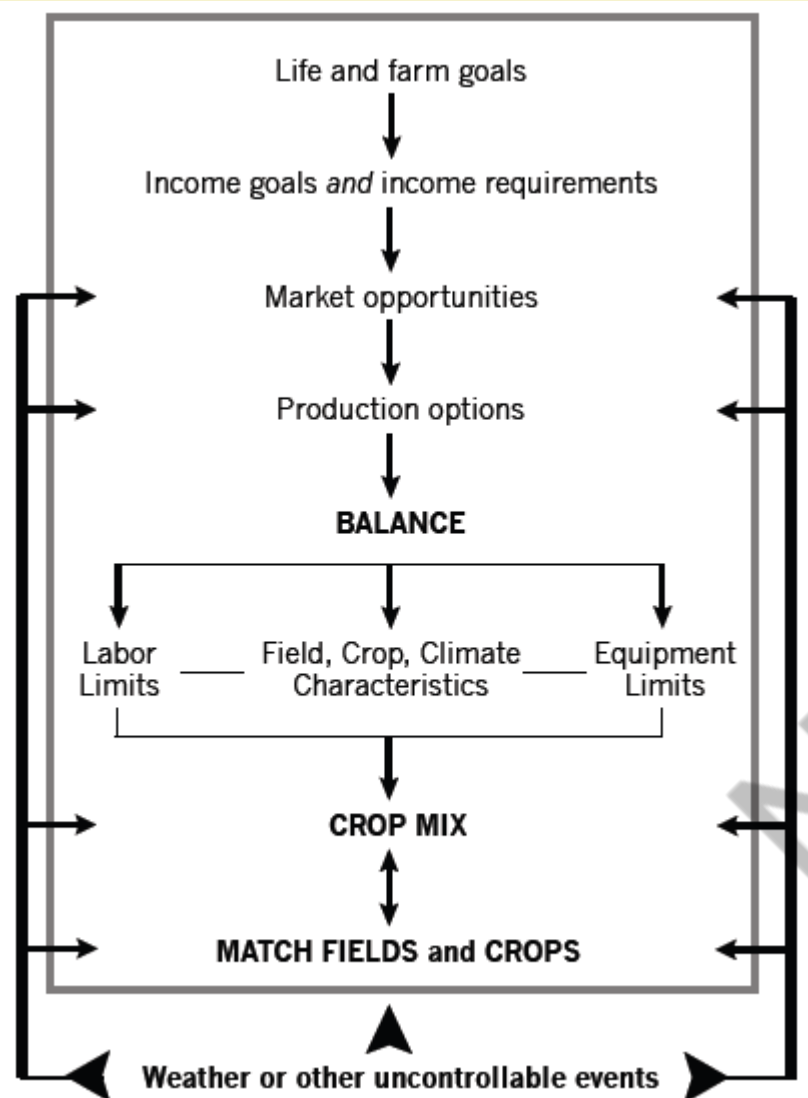 Life and farm goals
Income goals and income requirements
Market opportunities
Production options
BALANCE
Labor Limits
Field, Crop, Climate Characteristics
Equipment Limits
CROP MIX
MATCH FIELDS and CROPS
Weather or other uncontrollable events